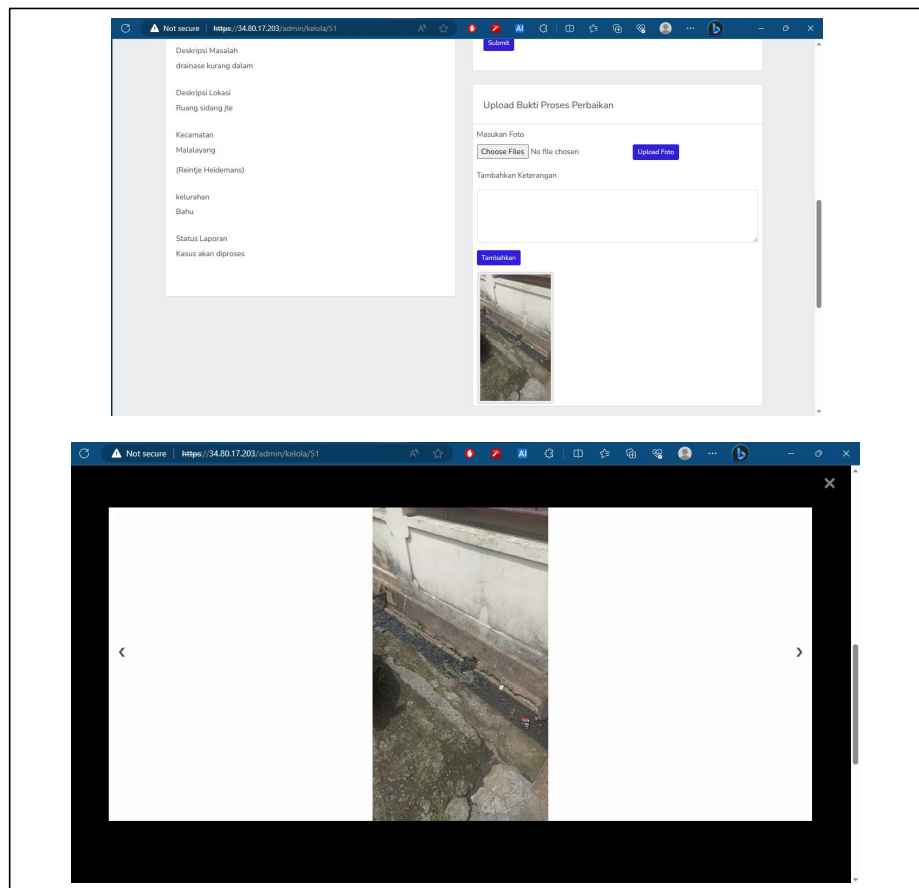 Not secure https://34.80.17.203/admin/kelola/51
Submit
Deskripsi Masalah
drainase kurang dalam
Deskripsi Lokasi
Ruang sidang jte
Kecamatan
Malalayang
(Reintje Heidemans)
kelurahan
Bahu
Status Laporan
Kasus akan diproses
Upload Bukti Proses Perbaikan
Masukan Foto
Choose Files No file chosen Upload Foto
Tambahkan Keterangan
Tambahkan
Not secure https://34.80.17.203/admin/kelola/51